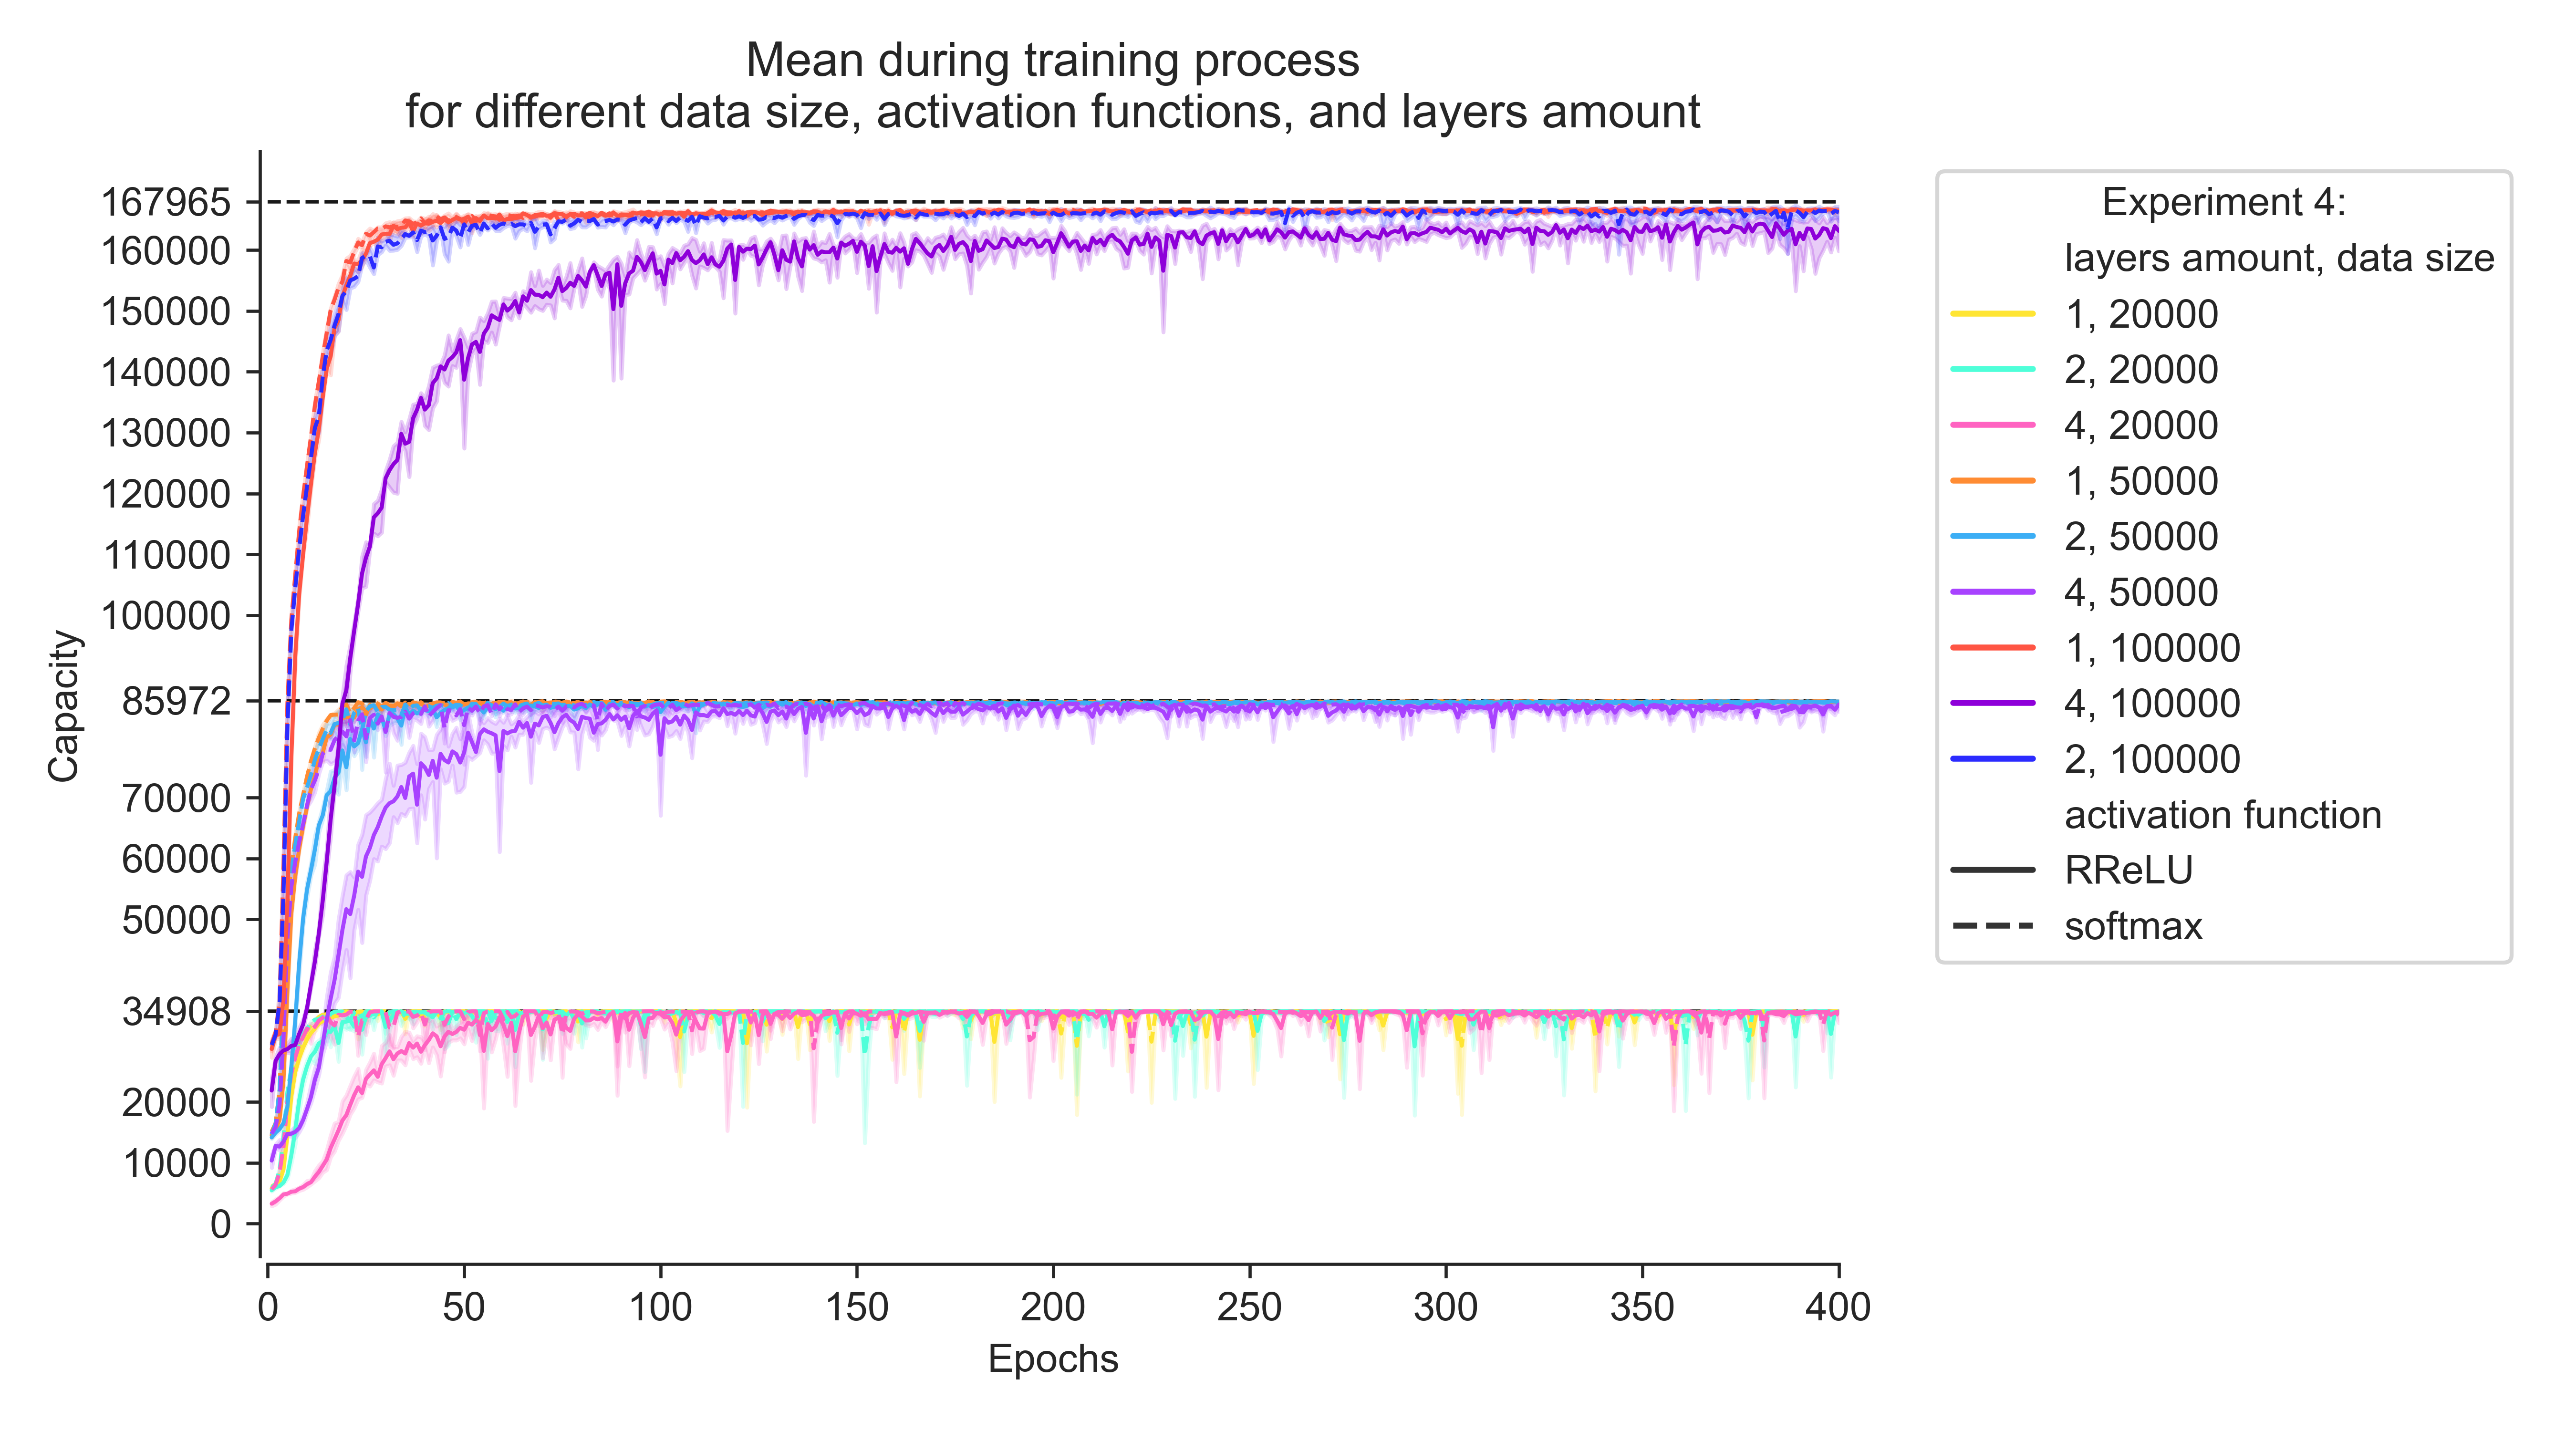 Mean during training process
for different data size, activation functions, and layers amount
Capacity
167965
160000
150000
140000
130000
120000
110000
100000
85972
70000
60000
50000
34908
20000
10000
0
0 50 100 150 200 250 300 350 400
Epochs
Experiment 4:
layers amount, data size
1, 20000
2, 20000
4, 20000
1, 50000
2, 50000
4, 50000
1, 100000
4, 100000
2, 100000
activation function
RReLU
softmax